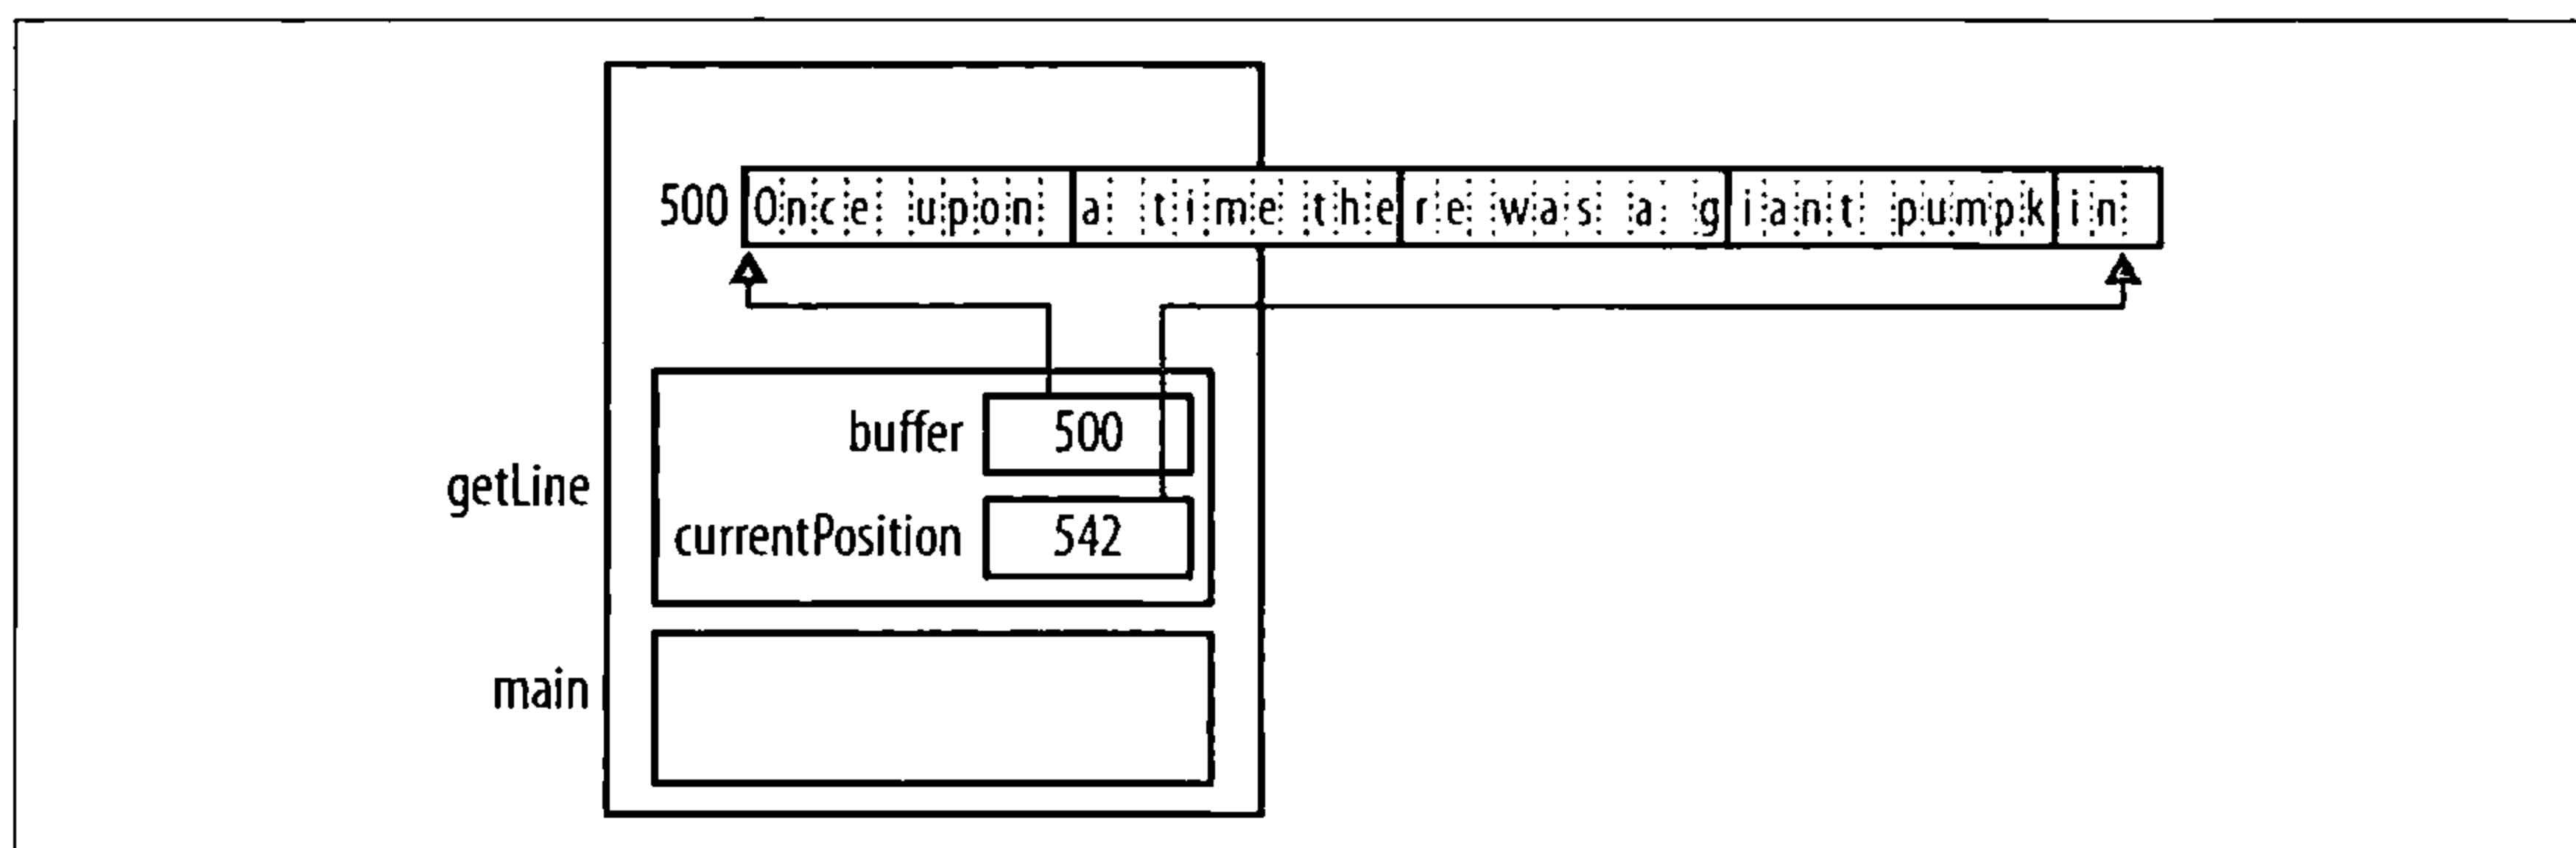 500 Once upon a time there was a giant pumpkin
buffer 500
getLine
currentPosition 542
main